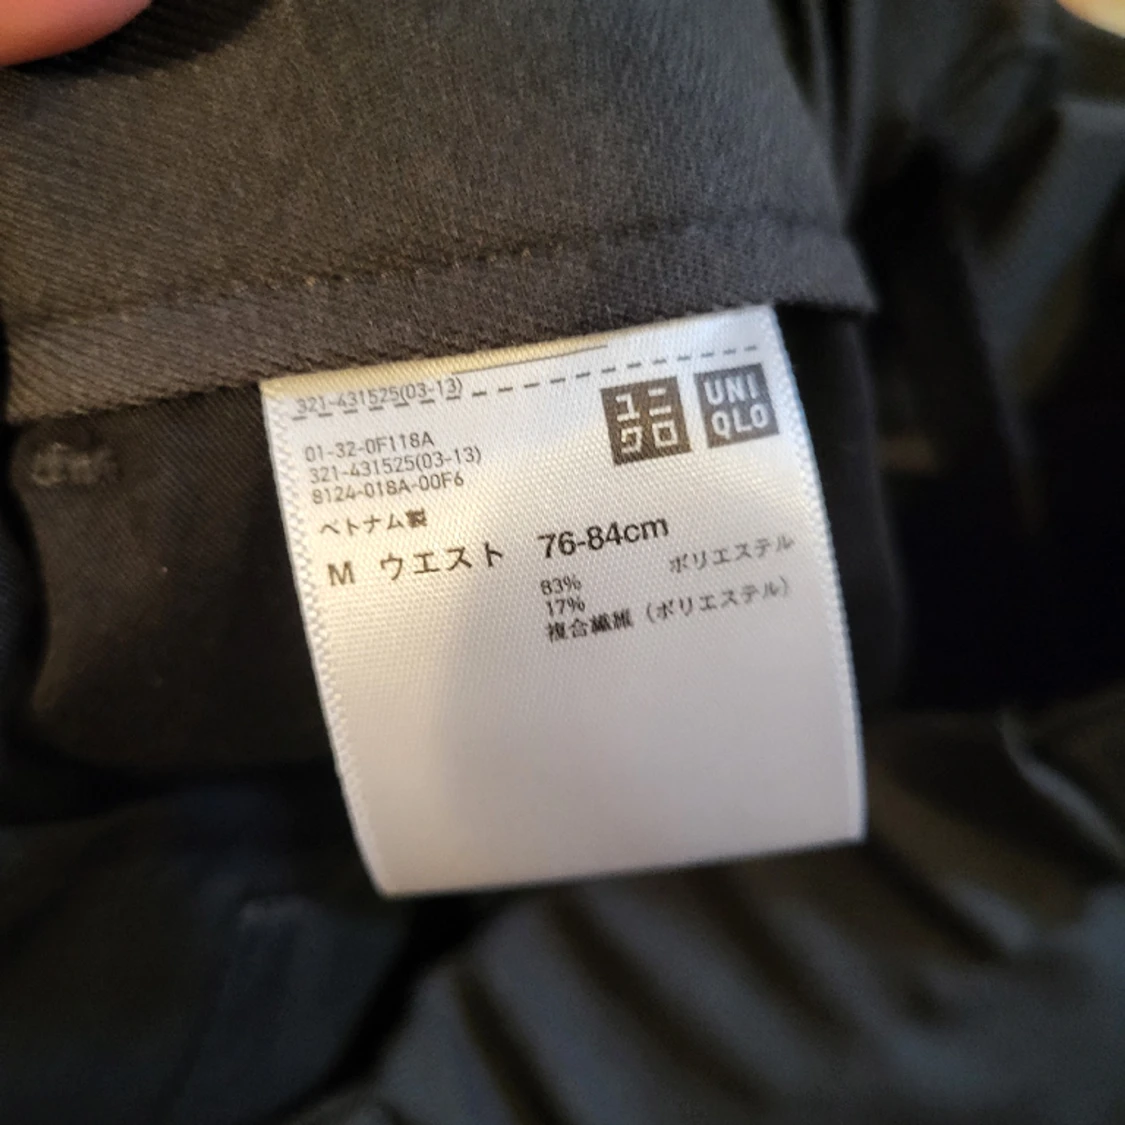 321-431525(03-13)
ユニクロ
UNIQLO
01-32-0F118A
321-431525(03-13)
8124-018A-00F6
ベトナム製
M ウエスト 76-84cm
83% ポリエステル
17%
複合繊維（ポリエステル）